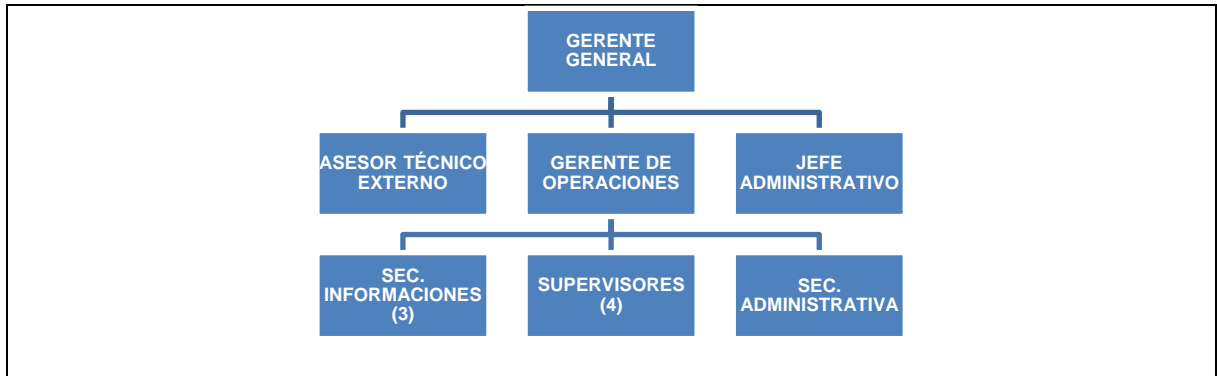 GERENTE
GENERAL
ASESOR TÉCNICO
EXTERNO
GERENTE DE
OPERACIONES
JEFE
ADMINISTRATIVO
SEC.
INFORMACIONES
(3)
SUPERVISORES
(4)
SEC.
ADMINISTRATIVA